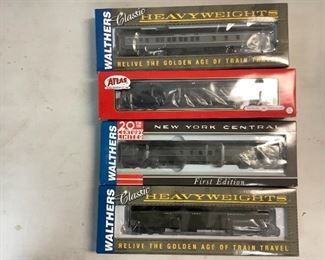 WALTHERS
Classic
HEAVYWEIGHTS
RELIVE THE GOLDEN AGE OF TRAIN TRAVEL
ATLAS
WALTHERS
20TH
CENTURY
LIMITED
NEW YORK CENTRAL
First Edition
WALTHERS
Classic
HEAVYWEIGHTS
RELIVE THE GOLDEN AGE OF TRAIN TRAVEL